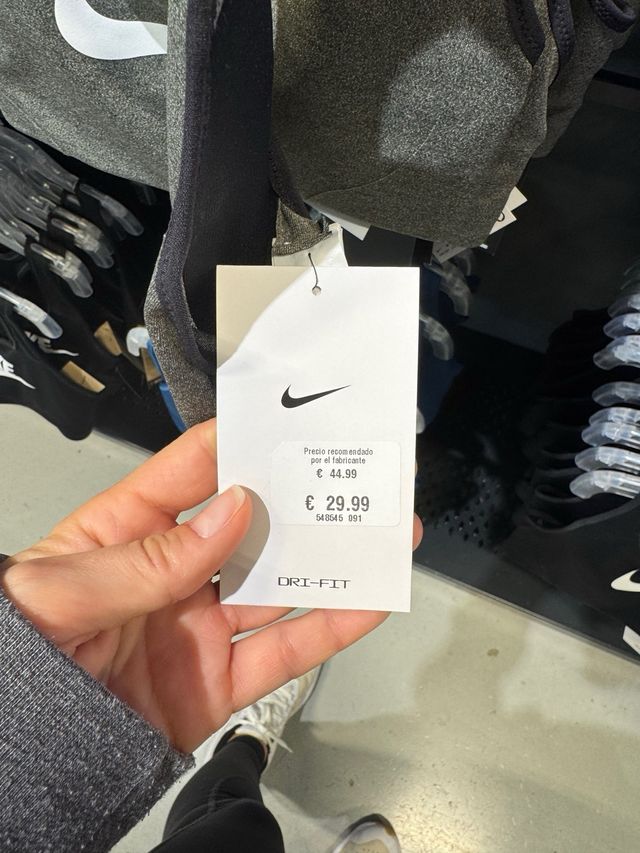 Precio recomendado
por el fabricante
€ 44.99
€ 29.99
548545 091
DRI-FIT